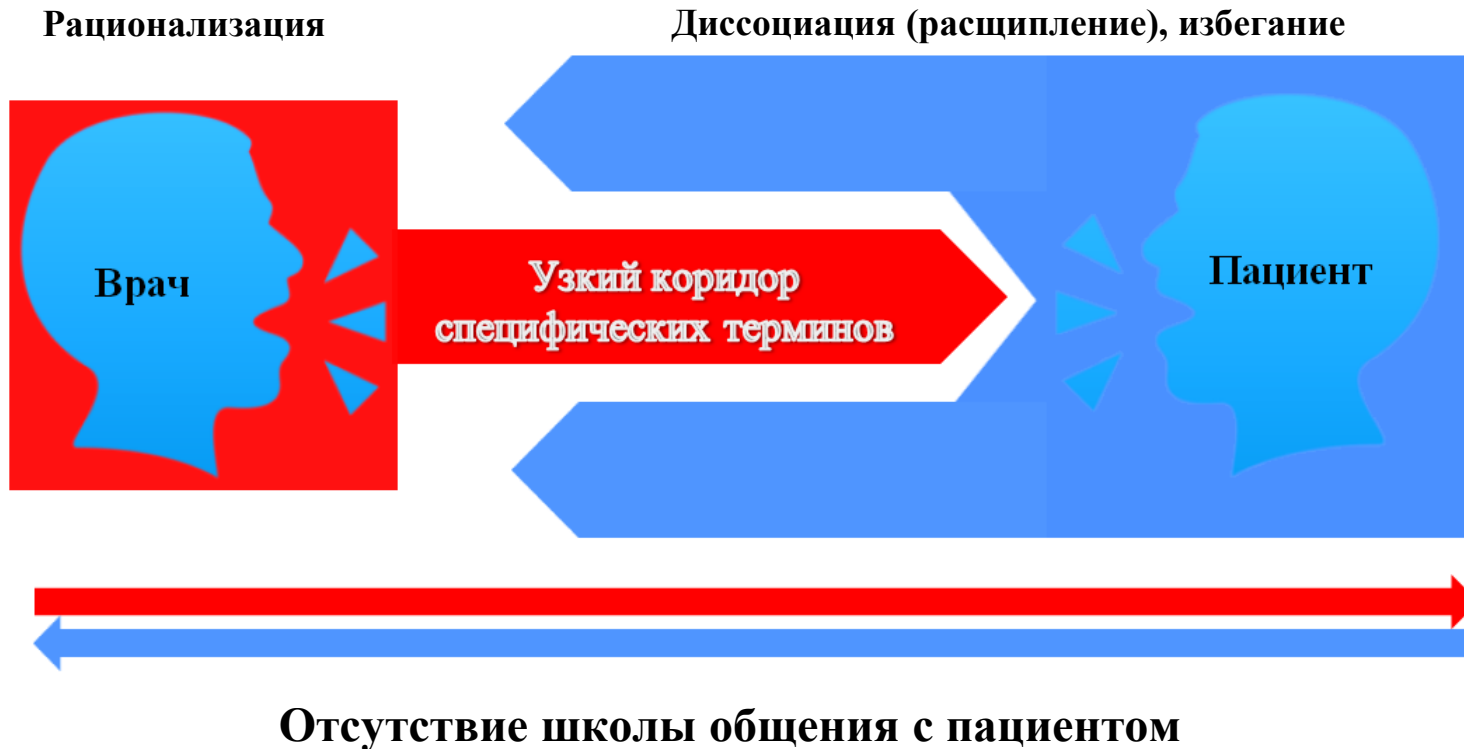 Рационализация
Диссоциация (расщипление), избегание
Врач
Узкий коридор
специфических терминов
Пациент
Отсутствие школы общения с пациентом